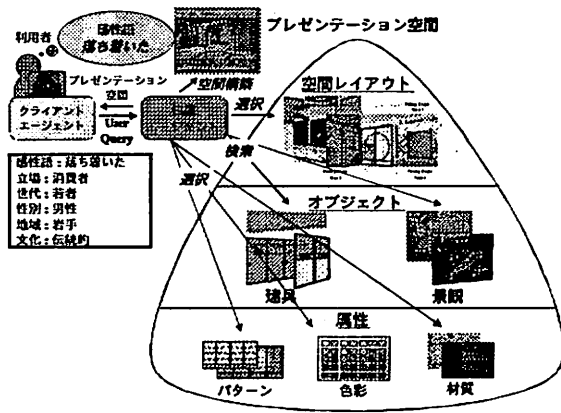 プレゼンテーション空間
利用者
感性語
落ち着いた
プレゼンテーション
空間
空間構築
クライアント
エージェント
User
Query
選択
検索
選択
感性語：落ち着いた
立場：消費者
世代：若者
性別：男性
地域：岩手
文化：伝統的
空間レイアウト
オブジェクト
建具
景観
属性
パターン
色彩
材質